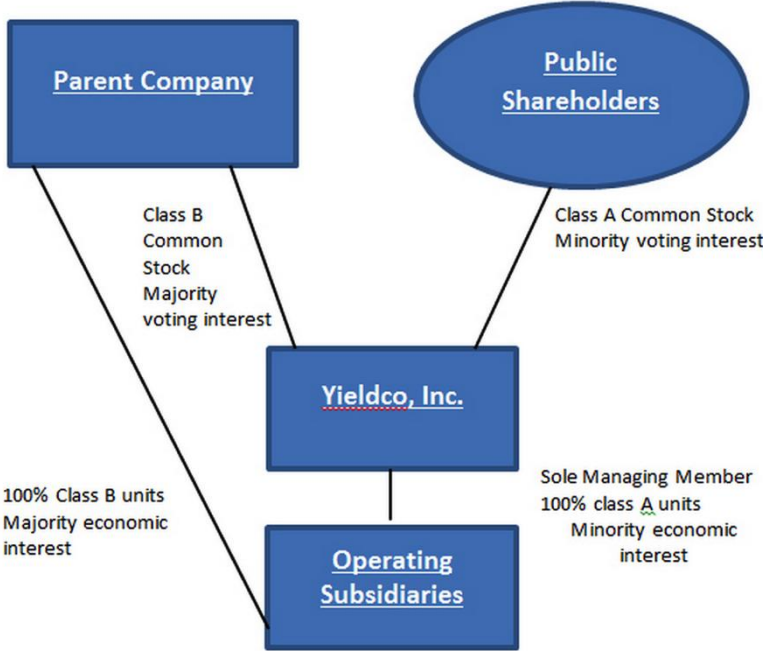 Parent Company
Public
Shareholders
Class B
Common
Stock
Majority
voting interest
Class A Common Stock
Minority voting interest
Yieldco, Inc.
100% Class B units
Majority economic
interest
Sole Managing Member
100% class A units
Minority economic
interest
Operating
Subsidiaries